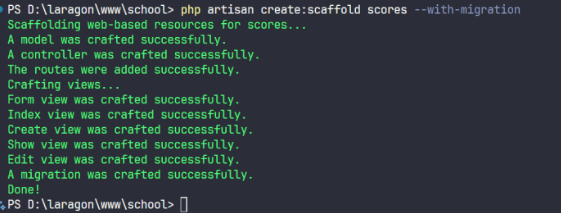 PS D:\laragon\www\school> php artisan create:scaffold scores --with-migration
Scaffolding web-based resources for scores...
A model was crafted successfully.
A controller was crafted successfully.
The routes were added successfully.
Crafting views...
Form view was crafted successfully.
Index view was crafted successfully.
Create view was crafted successfully.
Show view was crafted successfully.
Edit view was crafted successfully.
A migration was crafted successfully.
Done!
PS D:\laragon\www\school>